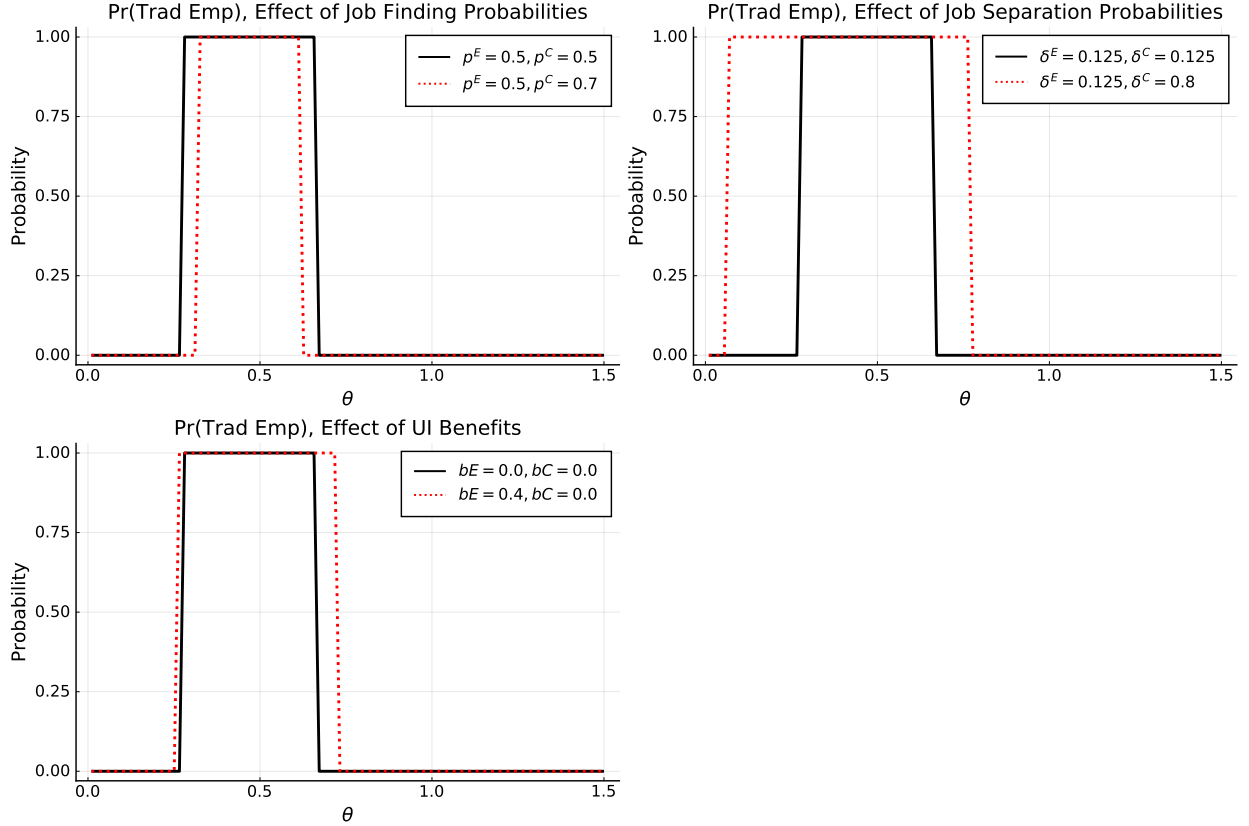 Pr(Trad Emp), Effect of Job Finding Probabilities
1.00
0.75
0.50
0.25
0.00
Probability
0.0 0.5 1.0 1.5
θ
p^E = 0.5, p^C = 0.5
p^E = 0.5, p^C = 0.7
Pr(Trad Emp), Effect of Job Separation Probabilities
1.00
0.75
0.50
0.25
0.00
Probability
0.0 0.5 1.0 1.5
θ
δ^E = 0.125, δ^C = 0.125
δ^E = 0.125, δ^C = 0.8
Pr(Trad Emp), Effect of UI Benefits
1.00
0.75
0.50
0.25
0.00
Probability
0.0 0.5 1.0 1.5
θ
bE = 0.0, bC = 0.0
bE = 0.4, bC = 0.0